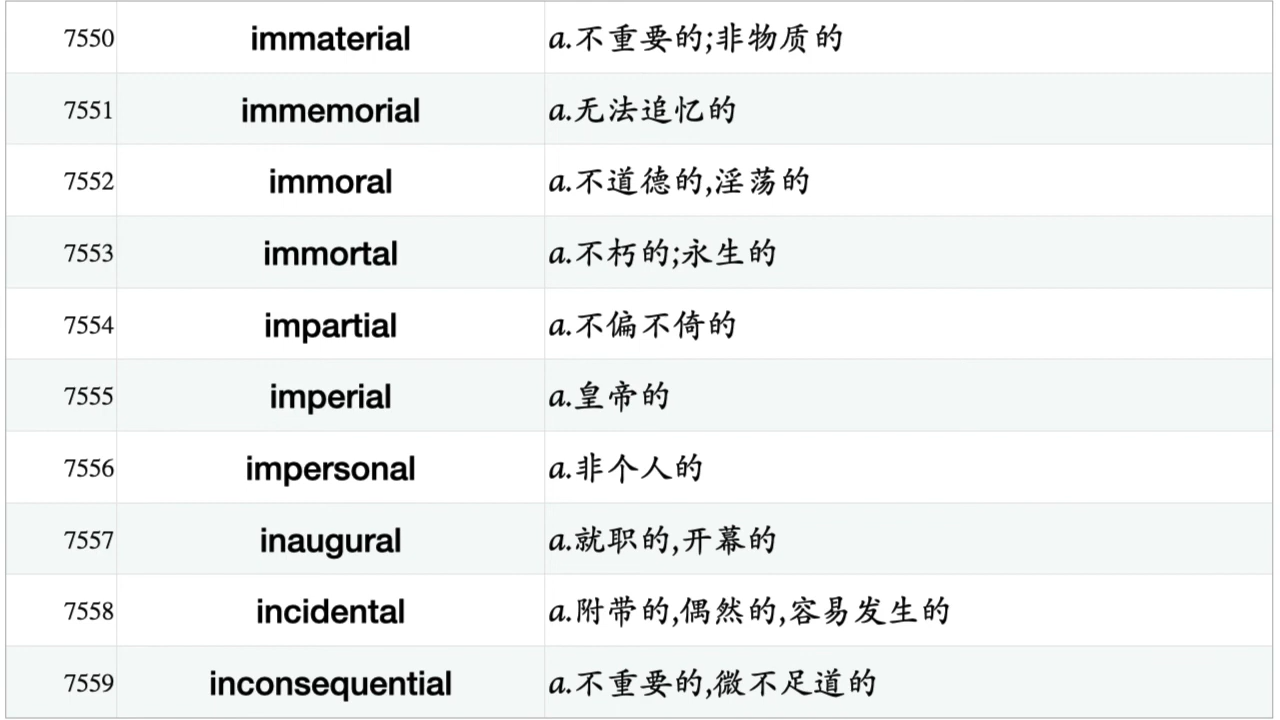 7550 immaterial a.不重要的;非物质的
7551 immemorial a.无法追忆的
7552 immoral a.不道德的,淫荡的
7553 immortal a.不朽的;永生的
7554 impartial a.不偏不倚的
7555 imperial a.皇帝的
7556 impersonal a.非个人的
7557 inaugural a.就职的,开幕的
7558 incidental a.附带的,偶然的,容易发生的
7559 inconsequential a.不重要的,微不足道的